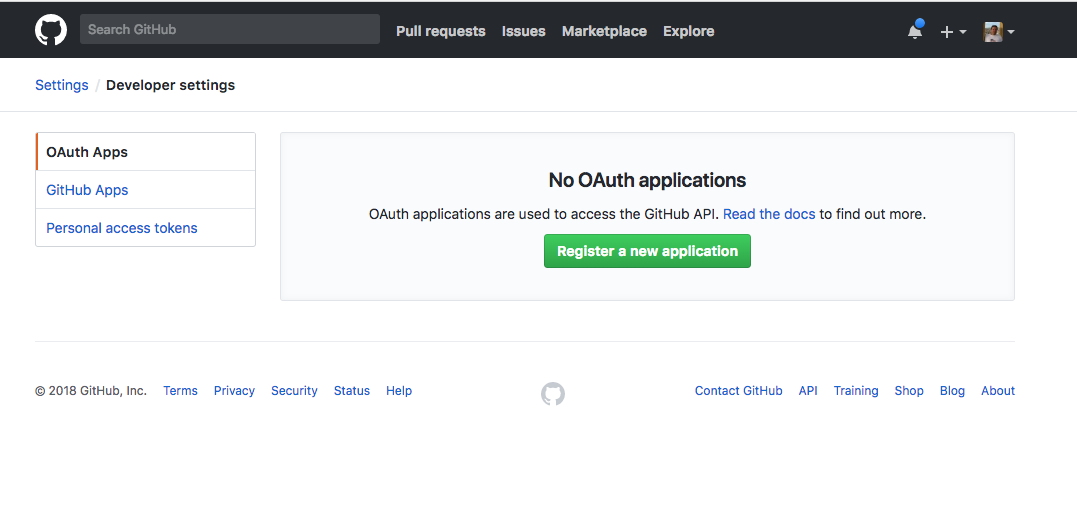 Search GitHub Pull requests Issues Marketplace Explore
Settings / Developer settings
OAuth Apps
GitHub Apps
Personal access tokens
No OAuth applications
OAuth applications are used to access the GitHub API. Read the docs to find out more.
Register a new application
© 2018 GitHub, Inc. Terms Privacy Security Status Help Contact GitHub API Training Shop Blog About